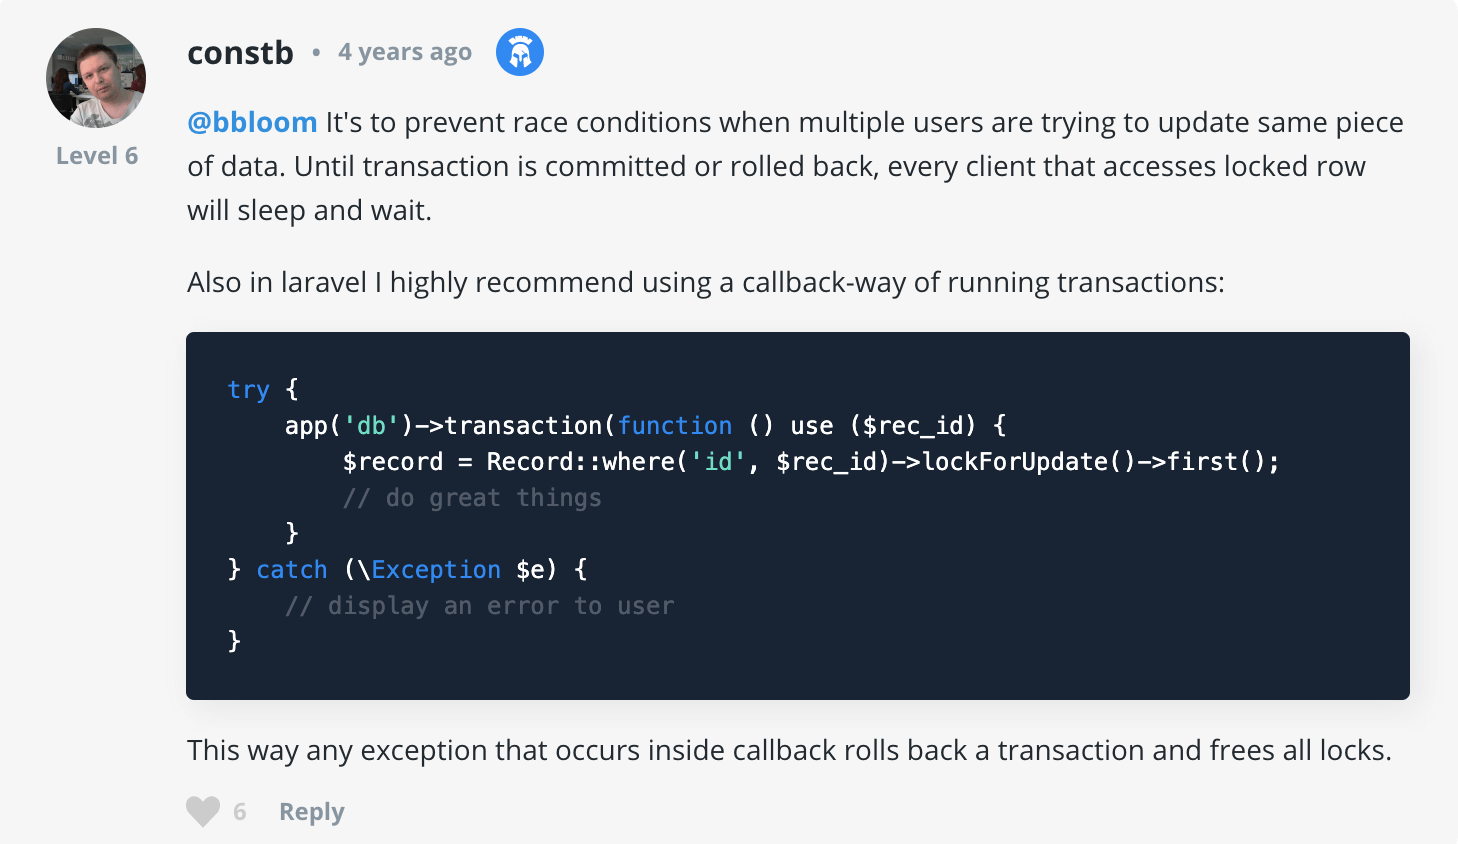 constb • 4 years ago
Level 6
@bbloom It's to prevent race conditions when multiple users are trying to update same piece
of data. Until transaction is committed or rolled back, every client that accesses locked row
will sleep and wait.
Also in laravel I highly recommend using a callback-way of running transactions:
try {
    app('db')->transaction(function () use ($rec_id) {
        $record = Record::where('id', $rec_id)->lockForUpdate()->first();
        // do great things
    }
} catch (\Exception $e) {
    // display an error to user
}
This way any exception that occurs inside callback rolls back a transaction and frees all locks.
6 Reply